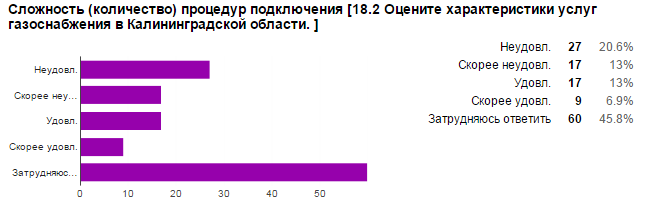 Сложность (количество) процедур подключения [18.2 Оцените характеристики услуг
газоснабжения в Калининградской области. ]
Неудовл. 27 20.6%
Скорее неудовл. 17 13%
Удовл. 17 13%
Скорее удовл. 9 6.9%
Затрудняюсь ответить 60 45.8%
Неудовл.
Скорее неу...
Удовл.
Скорее удовл.
Затрудняюс...
0 10 20 30 40 50